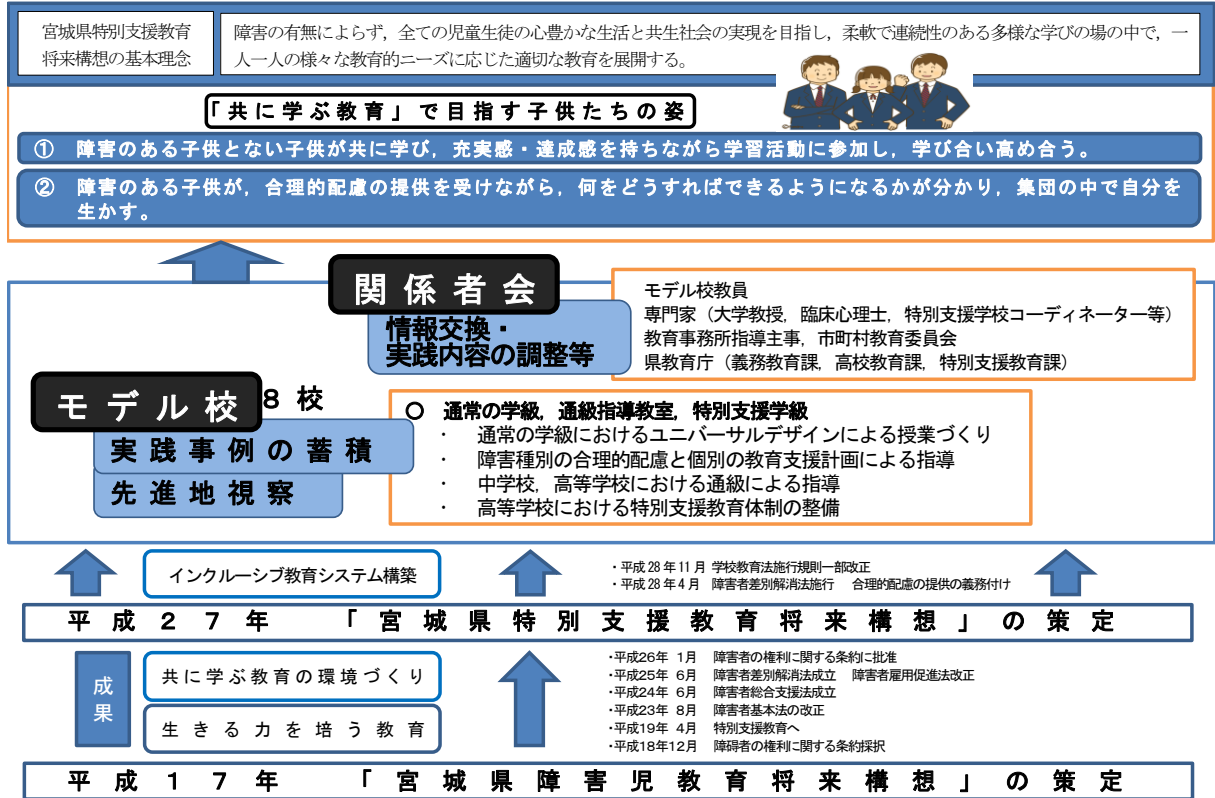 宮城県特別支援教育
将来構想の基本理念
障害の有無によらず，全ての児童生徒の心豊かな生活と共生社会の実現を目指し，柔軟で連続性のある多様な学びの場の中で，一
人一人の様々な教育的ニーズに応じた適切な教育を展開する。
「共に学ぶ教育」で目指す子供たちの姿
① 障害のある子供とない子供が共に学び，充実感・達成感を持ちながら学習活動に参加し，学び合い高め合う。
② 障害のある子供が，合理的配慮の提供を受けながら，何をどうすればできるようになるかが分かり，集団の中で自分を
生かす。
関係者会
情報交換・
実践内容の調整等
モデル校教員
専門家（大学教授，臨床心理士，特別支援学校コーディネーター等）
教育事務所指導主事，市町村教育委員会
県教育庁（義務教育課，高校教育課，特別支援教育課）
モデル校 8校
実践事例の蓄積
先進地視察
○ 通常の学級，通級指導教室，特別支援学級
・ 通常の学級におけるユニバーサルデザインによる授業づくり
・ 障害種別の合理的配慮と個別の教育支援計画による指導
・ 中学校，高等学校における通級による指導
・ 高等学校における特別支援教育体制の整備
インクルーシブ教育システム構築
・平成28年11月 学校教育法施行規則一部改正
・平成28年4月 障害者差別解消法施行 合理的配慮の提供の義務付け
平成27年 「宮城県特別支援教育将来構想」の策定
成果
共に学ぶ教育の環境づくり
生きる力を培う教育
・平成26年 1月 障害者の権利に関する条約に批准
・平成25年 6月 障害者差別解消法成立 障害者雇用促進法改正
・平成24年 6月 障害者総合支援法成立
・平成23年 8月 障害者基本法の改正
・平成19年 4月 特別支援教育へ
・平成18年12月 障碍者の権利に関する条約採択
平成17年 「宮城県障害児教育将来構想」の策定